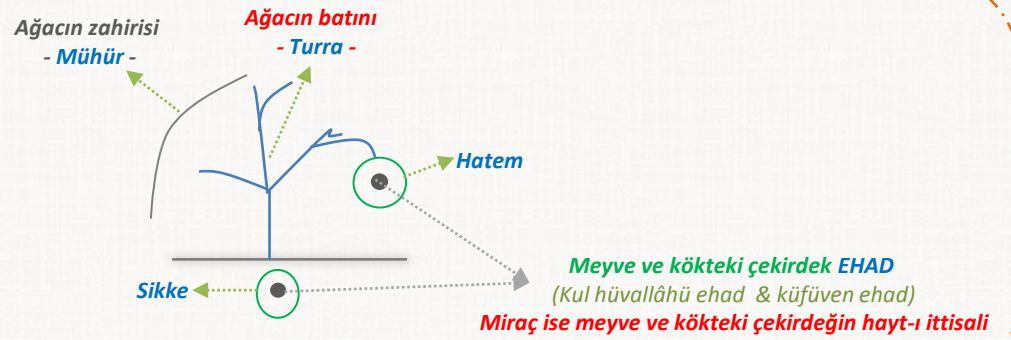 Ağacın zahirisi
- Mühür -
Ağacın batını
- Turra -
Hatem
Sikke
Meyve ve kökteki çekirdek EHAD
(Kul hüvallâhü ehad & küfüven ehad)
Miraç ise meyve ve kökteki çekirdeğin hayt-ı ittisali